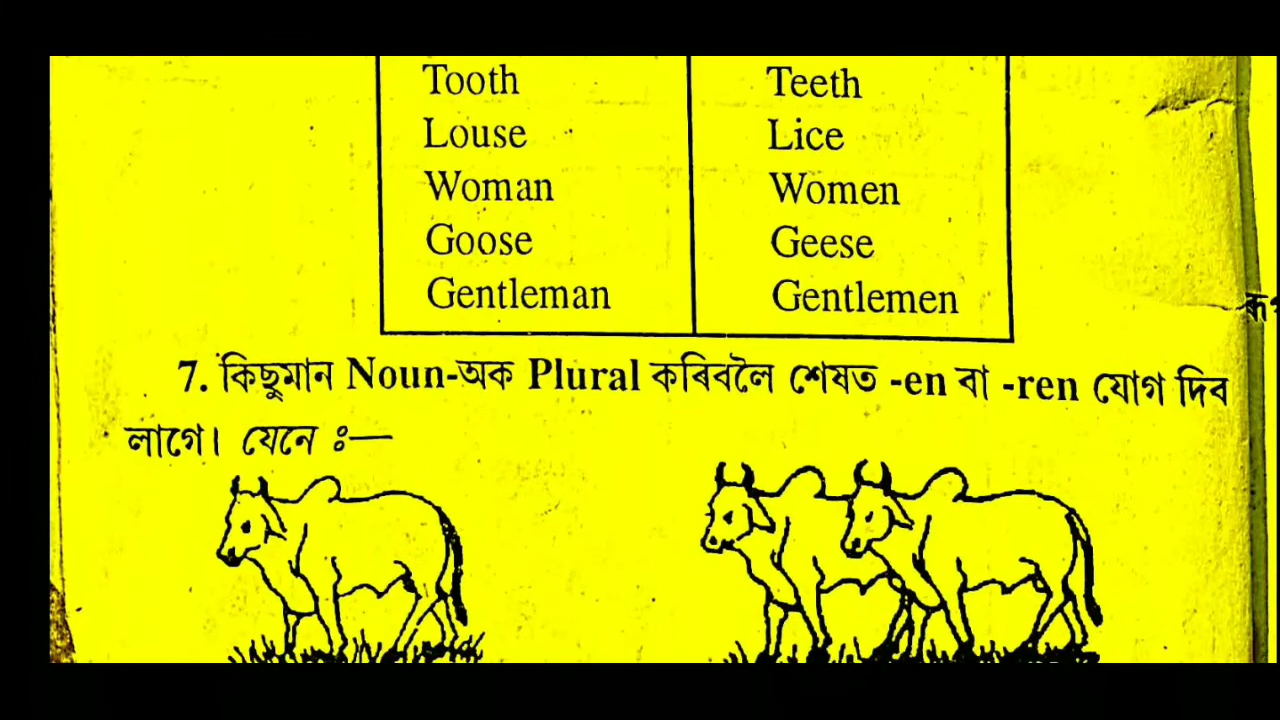 Tooth Teeth
Louse Lice
Woman Women
Goose Geese
Gentleman Gentlemen
7. কিছুমান Noun-অক Plural কৰিবলৈ শেষত -en বা -ren যোগ দিব
লাগে। যেনে ঃ—